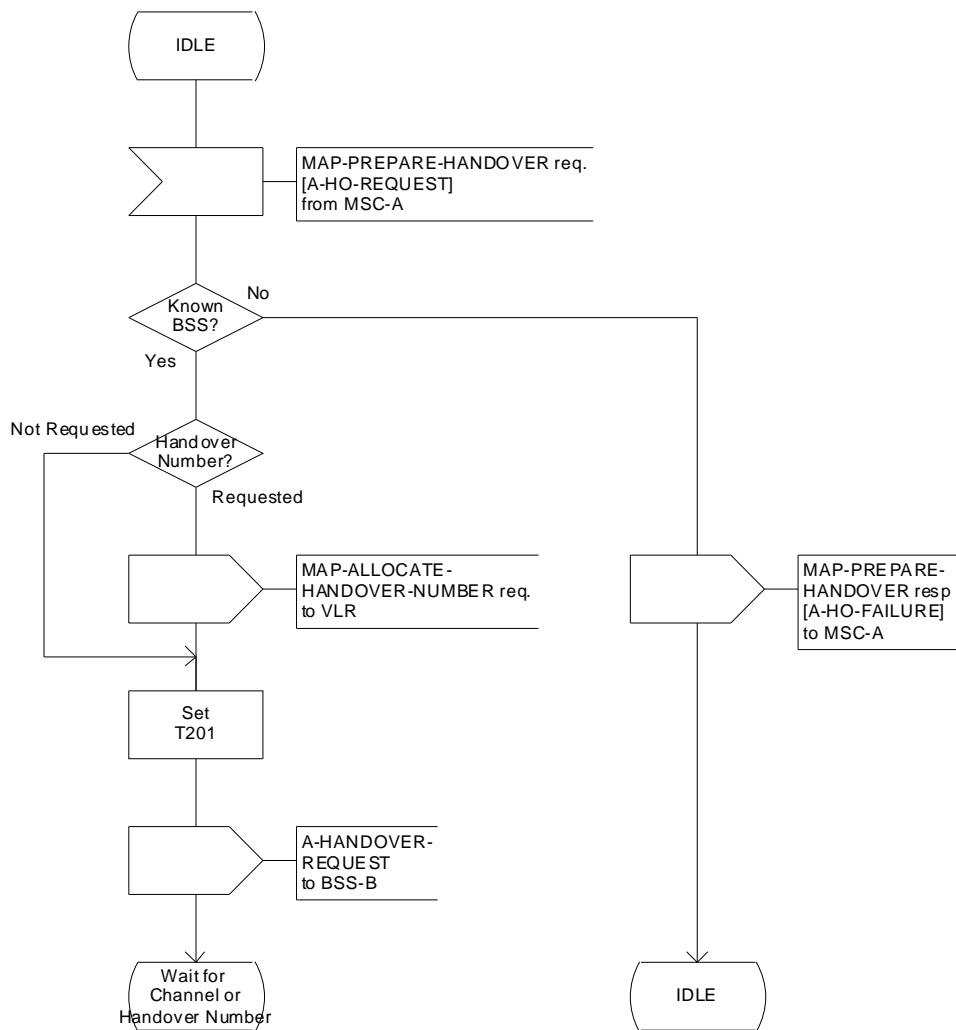 IDLE
MAP-PREPARE-HANDOVER req.
[A-HO-REQUEST]
from MSC-A
No
Known
BSS?
Yes
Not Requested
Handover
Number?
Requested
MAP-ALLOCATE-
HANDOVER-NUMBER req.
to VLR
MAP-PREPARE-
HANDOVER resp
[A-HO-FAILURE]
to MSC-A
Set
T201
A-HANDOVER-
REQUEST
to BSS-B
Wait for
Channel or
Handover Number
IDLE